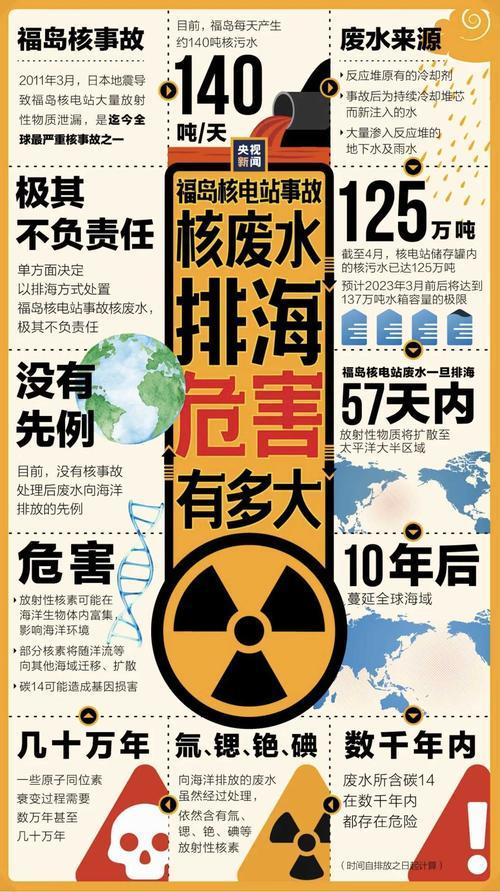 福岛核事故
2011年3月，日本地震导
致福岛核电站大量放射
性物质泄漏，是迄今全
球最严重核事故之一
目前，福岛每天产生
约140吨核污水
140
吨/天
废水来源
反应堆原有的冷却剂
事故后为持续冷却堆芯
而新注入的水
大量渗入反应堆的
地下水及雨水
央视
新闻
福岛核电站事故
核废水
排海
危害
有多大
极其
不负责任
单方面决定
以排海方式处置
福岛核电站事故核废水，
极其不负责任
125万吨
截至4月，核电站储存罐内
的核污水已达125万吨
预计2023年3月前后将达到
137万吨水箱容量的极限
没有
先例
目前，没有核事故
处理后废水向海洋
排放的先例
福岛核电站废水一旦排海
57天内
放射性物质将扩散至
太平洋大半区域
危害
放射性核素可能在
海洋生物体内富集，
影响海洋环境
部分核素将随洋流等
向其他海域迁移、扩散
碳14可能造成基因损害
10年后
蔓延全球海域
几十万年
一些原子同位素
衰变过程需要
数万年甚至
几十万年
氚、锶、铯、碘
向海洋排放的废水
虽然经过处理，
依然含有氚、
锶、铯、碘等
放射性核素
数千年内
废水所含碳14
在数千年内
都存在危险
（时间自排放之日起计算）